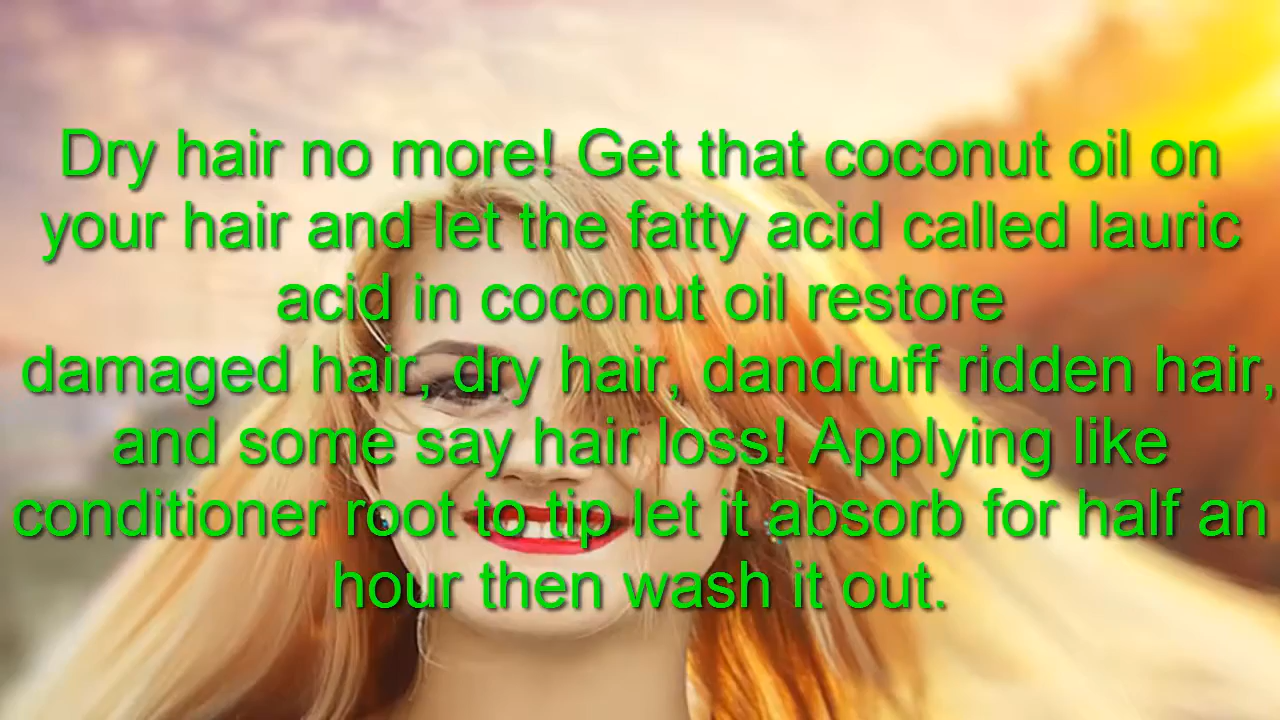 Dry hair no more! Get that coconut oil on
your hair and let the fatty acid called lauric
acid in coconut oil restore
damaged hair, dry hair, dandruff ridden hair,
and some say hair loss! Applying like
conditioner root to tip let it absorb for half an
hour then wash it out.